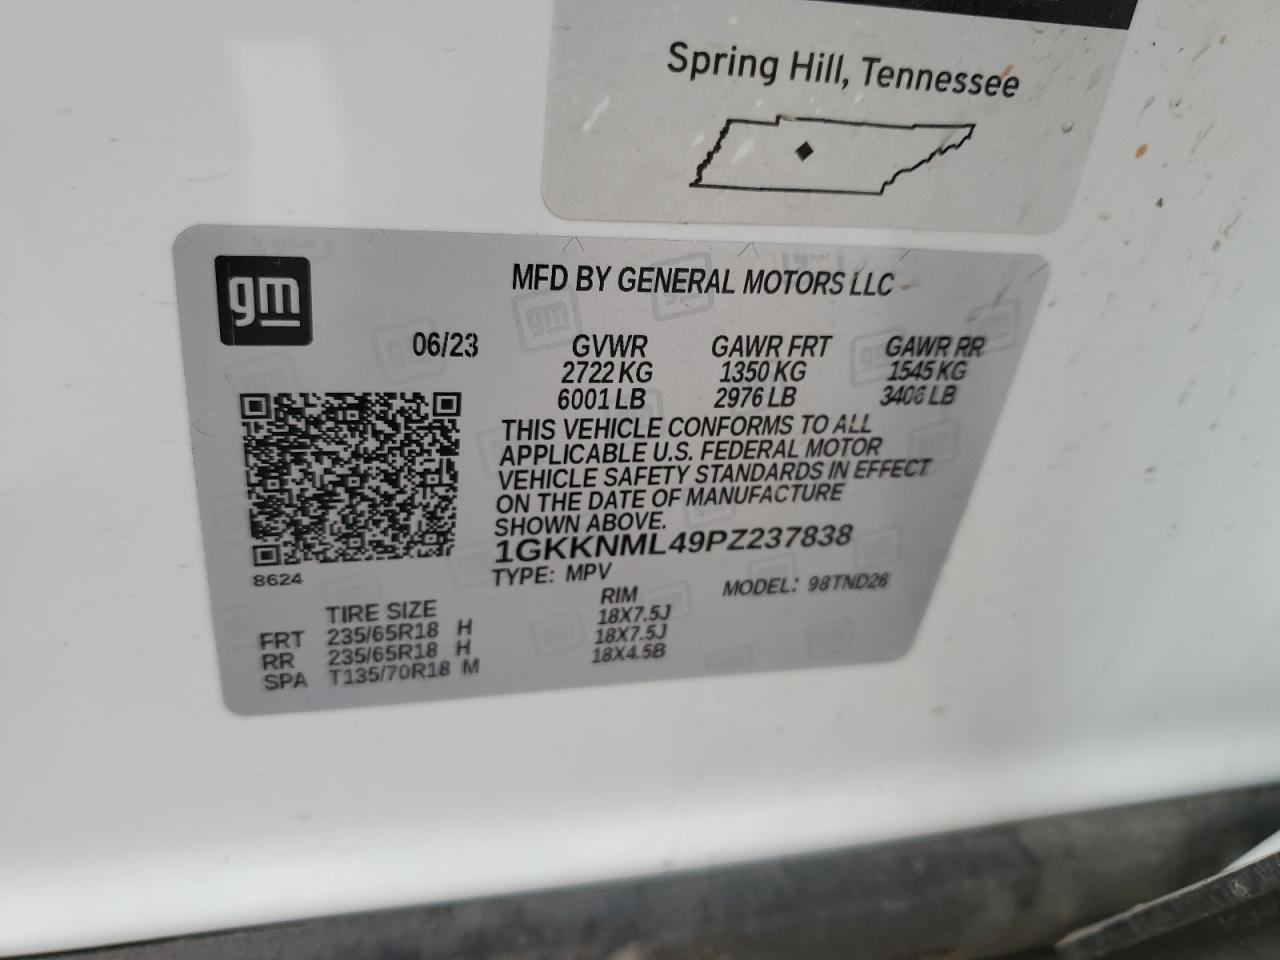 Spring Hill, Tennessee
gm
MFD BY GENERAL MOTORS LLC
06/23 GVWR GAWR FRT GAWR RR
2722 KG 1350 KG 1545 KG
6001 LB 2976 LB 3406 LB
THIS VEHICLE CONFORMS TO ALL
APPLICABLE U.S. FEDERAL MOTOR
VEHICLE SAFETY STANDARDS IN EFFECT
ON THE DATE OF MANUFACTURE
SHOWN ABOVE.
1GKKNML49PZ237838
8624
TYPE: MPV MODEL: 98TND26
TIRE SIZE RIM
FRT 235/65R18 H 18X7.5J
RR 235/65R18 H 18X7.5J
SPA T135/70R18 M 18X4.5B